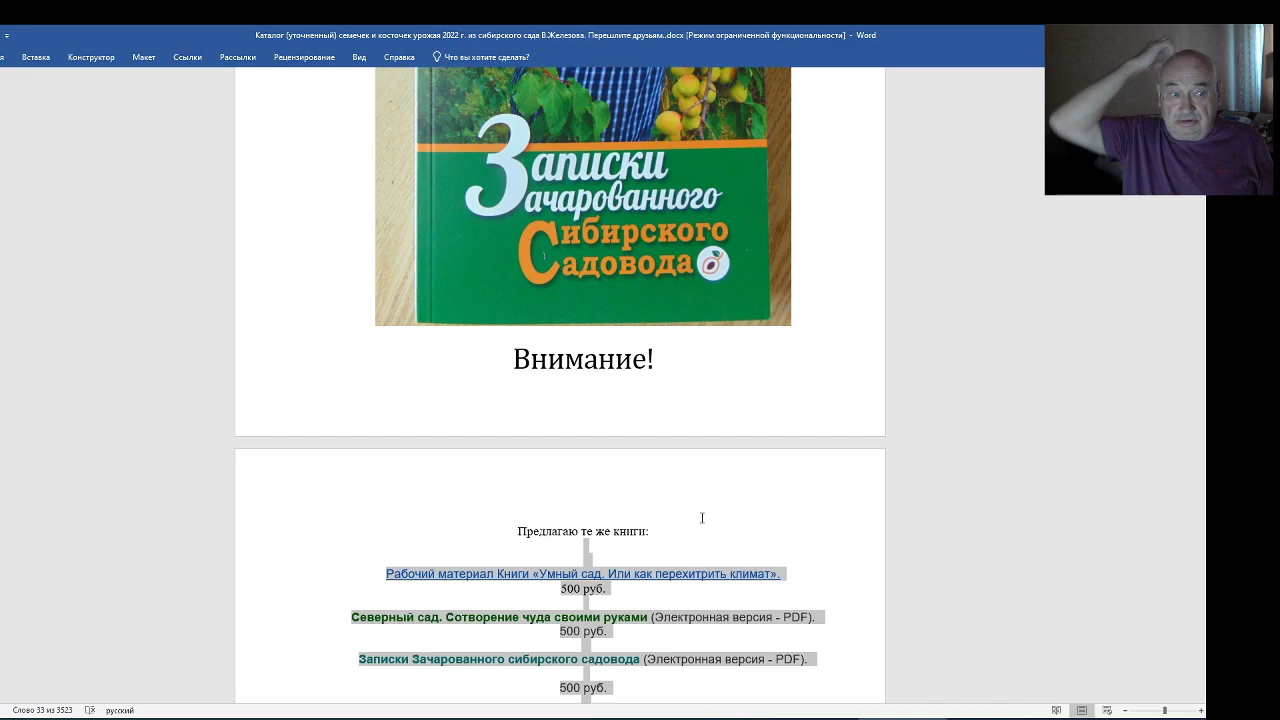 Каталог (уточненный) семечек и косточек урожая 2022 г. из сибирского сада В.Железова. Перешлите друзьям..docx [Режим ограниченной функциональности] - Word
я Вставка Конструктор Макет Ссылки Рассылки Рецензирование Вид Справка Что вы хотите сделать?
Записки
Зачарованного
Сибирского
Садовода
Внимание!
Предлагаю те же книги:
Рабочий материал Книги «Умный сад. Или как перехитрить климат».
500 руб.
Северный сад. Сотворение чуда своими руками (Электронная версия - PDF).
500 руб.
Записки Зачарованного сибирского садовода (Электронная версия - PDF).
500 руб.
Слово 33 из 3523 русский